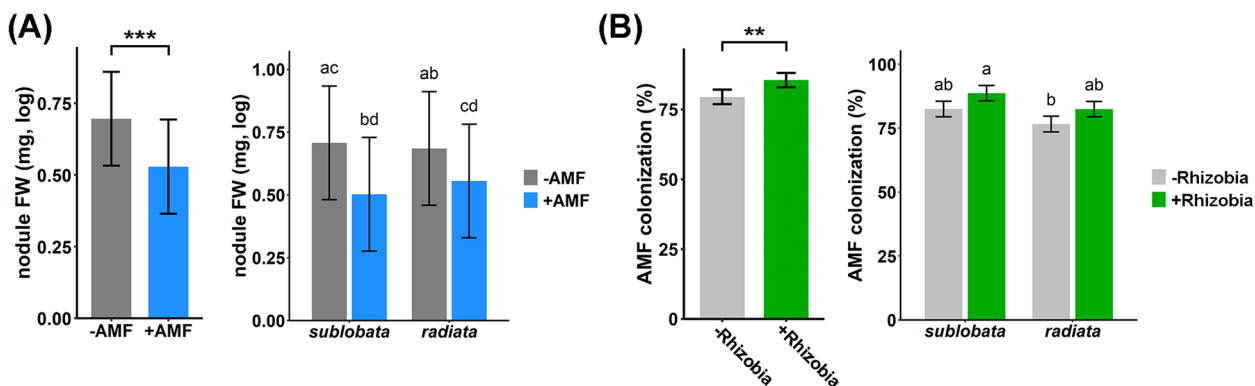 (A)
***
nodule FW (mg, log)
0.75
0.50
0.25
0.00
-AMF +AMF
nodule FW (mg, log)
1.00
0.75
0.50
0.25
0.00
ac
bd
ab
cd
sublobata radiata
-AMF
+AMF
(B)
**
AMF colonization (%)
75
50
25
0
-Rhizobia
+Rhizobia
AMF colonization (%)
100
75
50
25
0
ab
a
b
ab
sublobata radiata
-Rhizobia
+Rhizobia